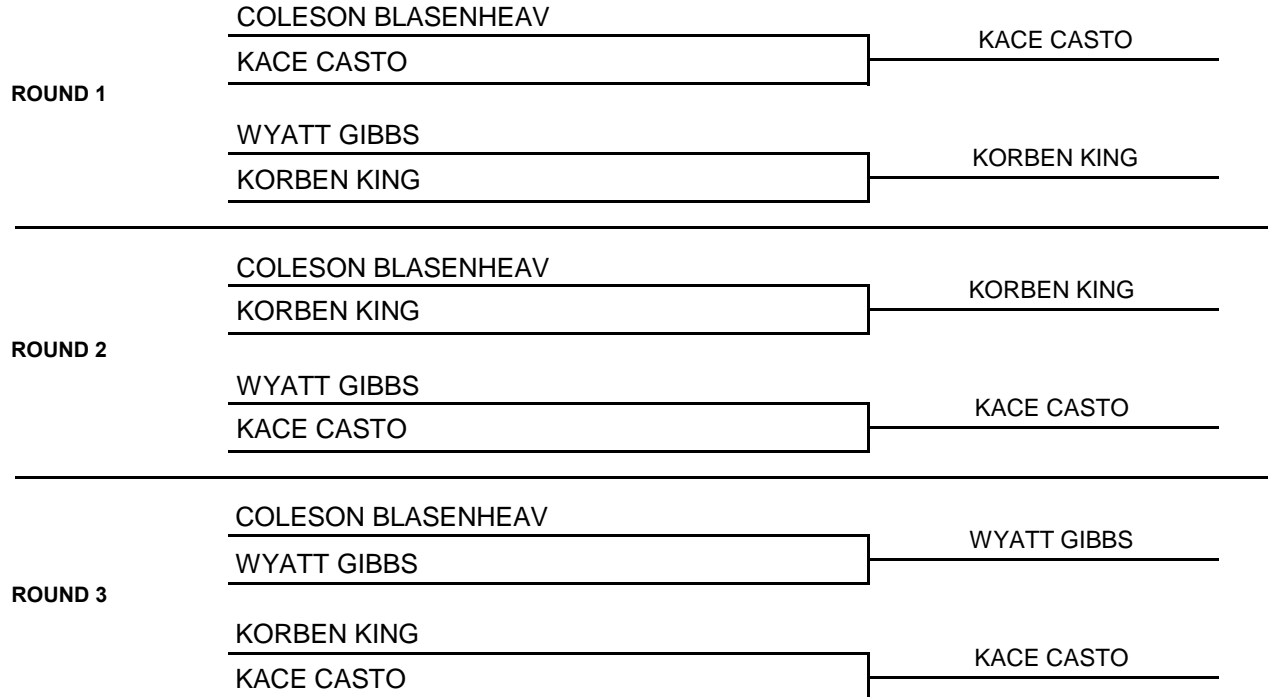 COLESON BLASENHEAV
KACE CASTO
KACE CASTO
ROUND 1
WYATT GIBBS
KORBEN KING
KORBEN KING
COLESON BLASENHEAV
KORBEN KING
KORBEN KING
ROUND 2
WYATT GIBBS
KACE CASTO
KACE CASTO
COLESON BLASENHEAV
WYATT GIBBS
WYATT GIBBS
ROUND 3
KORBEN KING
KACE CASTO
KACE CASTO